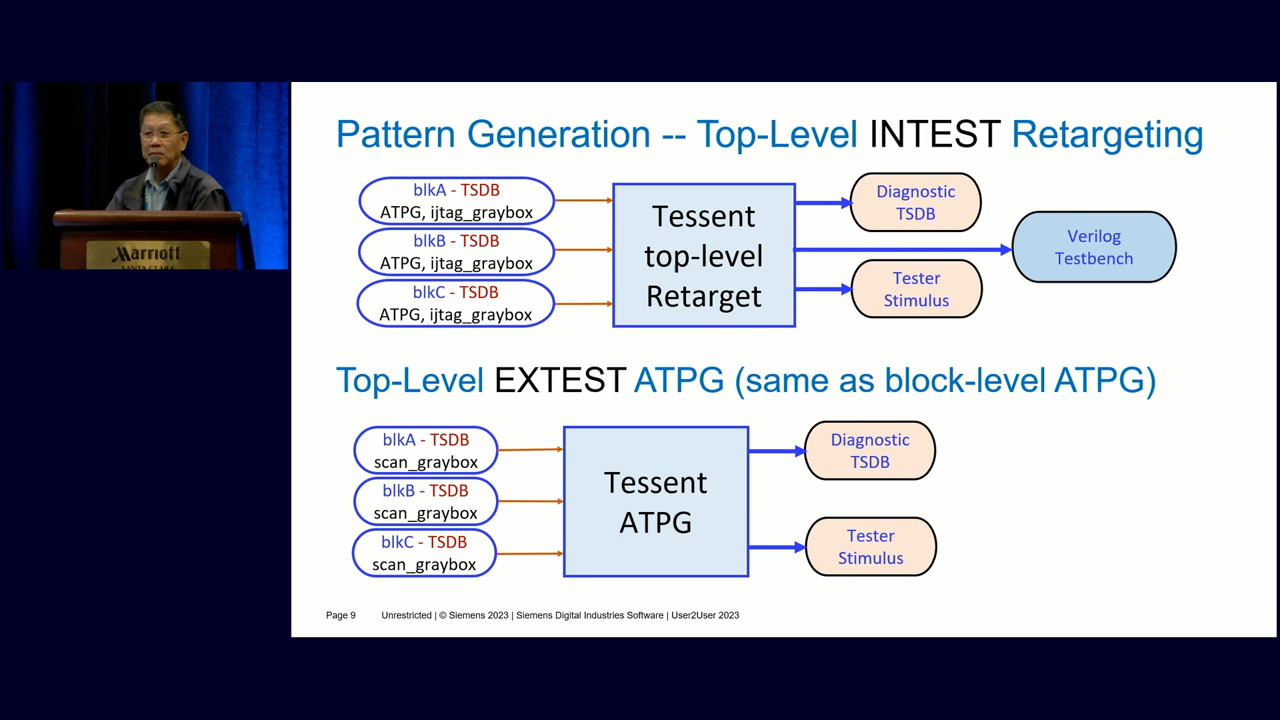 Pattern Generation -- Top-Level INTEST Retargeting
blkA - TSDB
ATPG, ijtag_graybox
blkB - TSDB
ATPG, ijtag_graybox
blkC - TSDB
ATPG, ijtag_graybox
Tessent
top-level
Retarget
Diagnostic
TSDB
Verilog
Testbench
Tester
Stimulus
Top-Level EXTEST ATPG (same as block-level ATPG)
blkA - TSDB
scan_graybox
blkB - TSDB
scan_graybox
blkC - TSDB
scan_graybox
Tessent
ATPG
Diagnostic
TSDB
Tester
Stimulus
Page 9 Unrestricted | © Siemens 2023 | Siemens Digital Industries Software | User2User 2023
Marriott
SANTA CLARA